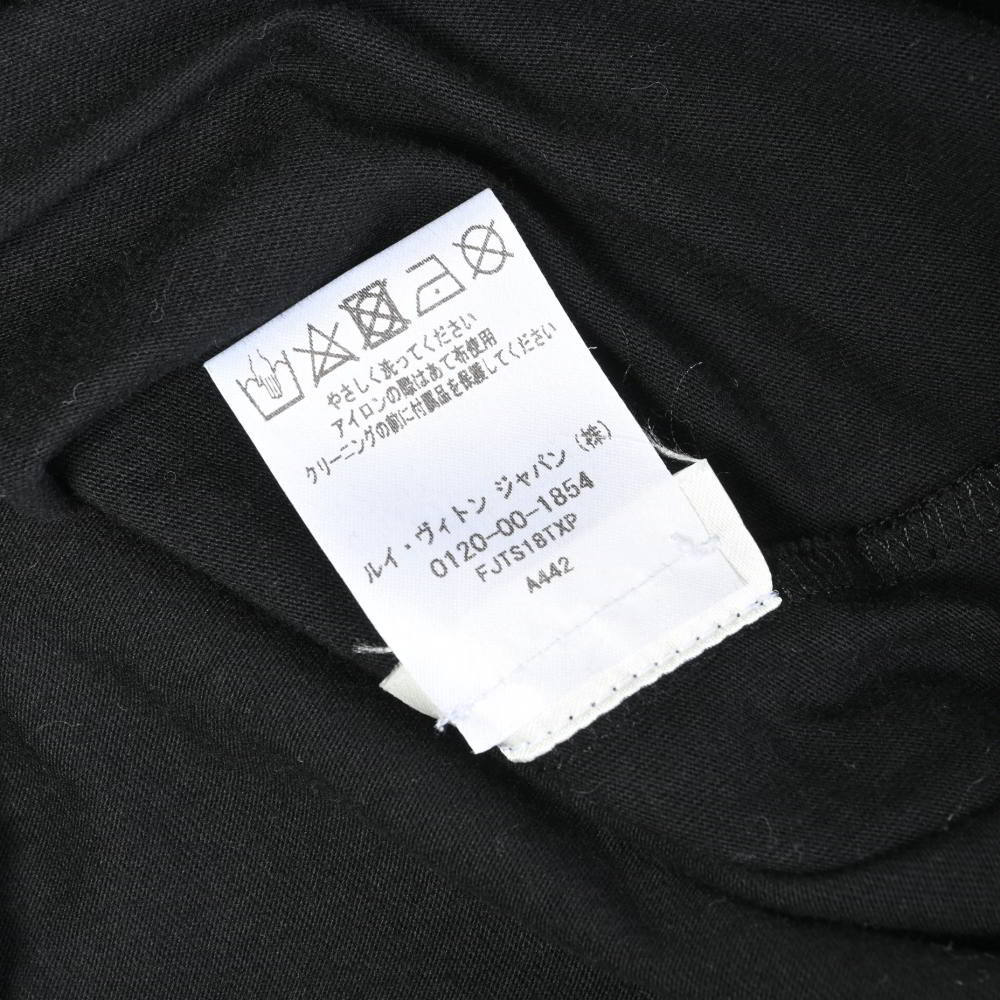 やさしく洗ってください
アイロンの際はあて布使用
クリーニングの前に付属品を保護してください
ルイ・ヴィトン ジャパン (株)
0120-00-1854
FJTS18TXP
A442